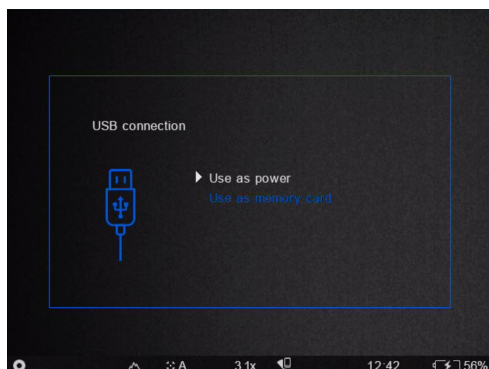 USB connection
Use as power
Use as memory card
A 3.1x 12:42 56%